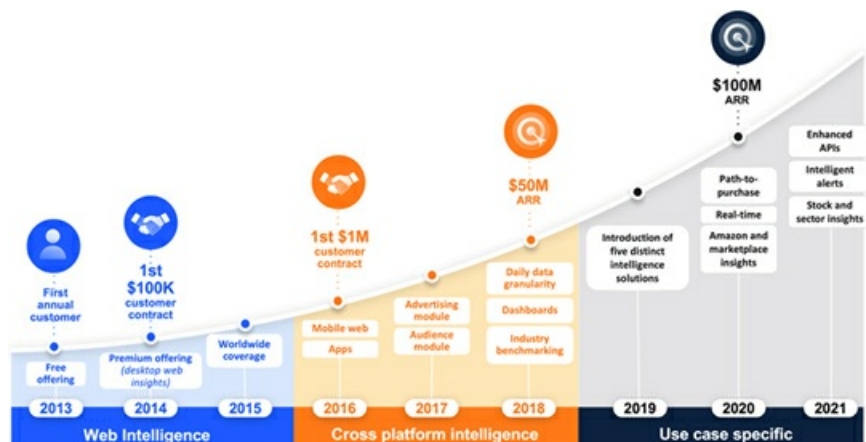 First
annual
customer
Free
offering
2013
1st
$100K
customer
contract
Premium offering
(desktop web
insights)
2014
Worldwide
coverage
2015
Web Intelligence
1st $1M
customer
contract
Mobile web
Apps
2016
Advertising
module
Audience
module
2017
$50M
ARR
Daily data
granularity
Dashboards
Industry
benchmarking
2018
Cross platform intelligence
Introduction of
five distinct
intelligence
solutions
2019
$100M
ARR
Path-to-
purchase
Real-time
Amazon and
marketplace
insights
2020
Enhanced
APIs
Intelligent
alerts
Stock and
sector insights
2021
Use case specific